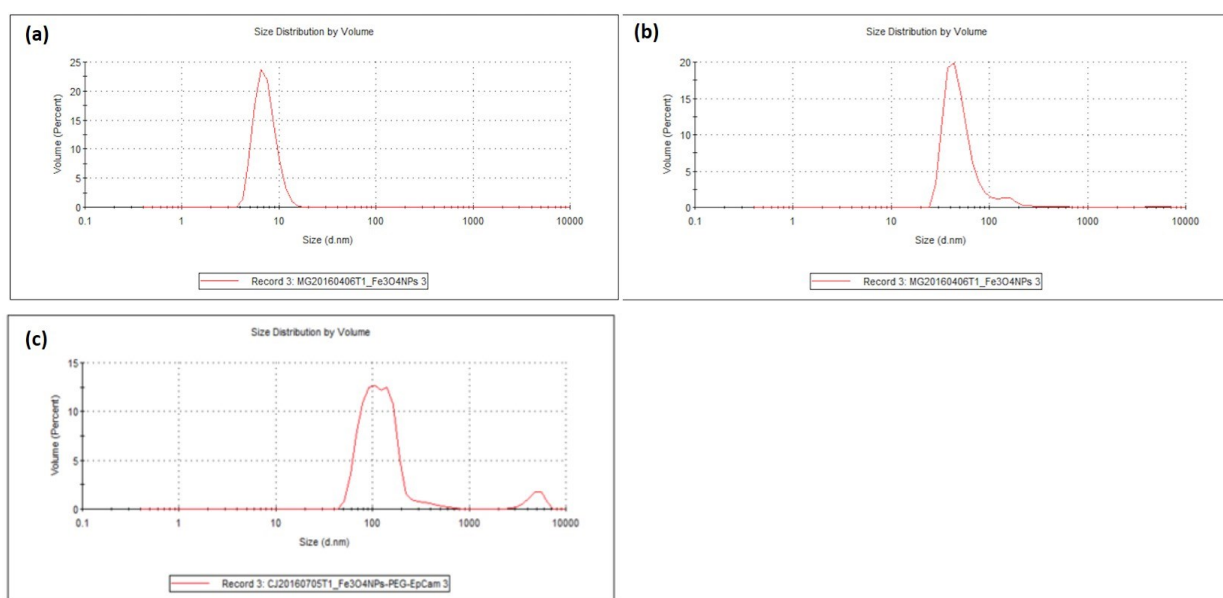 (a)
Size Distribution by Volume
Volume (Percent)
25
20
15
10
5
0
0.1 1 10 100 1000 10000
Size (d.nm)
Record 3: MG20160406T1_Fe3O4NPs 3
(b)
Size Distribution by Volume
Volume (Percent)
20
15
10
5
0
0.1 1 10 100 1000 10000
Size (d.nm)
Record 3: MG20160406T1_Fe3O4NPs 3
(c)
Size Distribution by Volume
Volume (Percent)
15
10
5
0
0.1 1 10 100 1000 10000
Size (d.nm)
Record 3: CJ20160705T1_Fe3O4NPs-PEG-EpCam 3